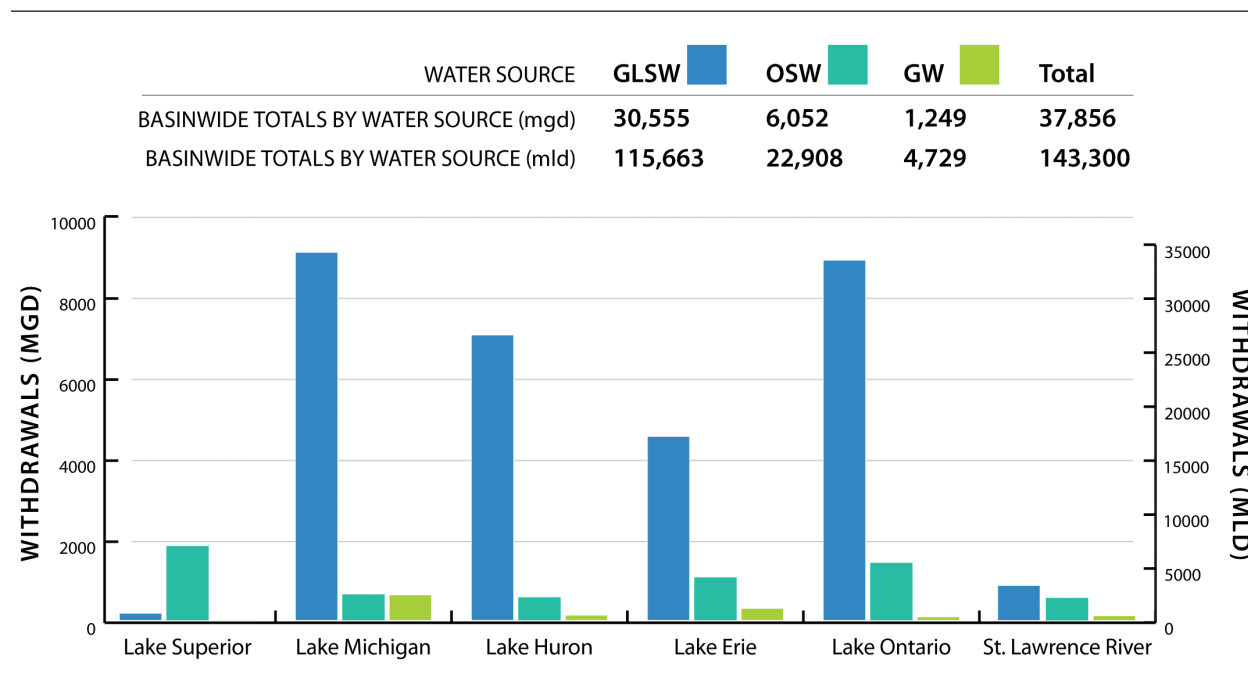 WATER SOURCE GLSW OSW GW Total
BASINWIDE TOTALS BY WATER SOURCE (mgd) 30,555 6,052 1,249 37,856
BASINWIDE TOTALS BY WATER SOURCE (mld) 115,663 22,908 4,729 143,300
WITHDRAWALS (MGD)
10000
8000
6000
4000
2000
0
35000
30000
25000
20000
15000
10000
5000
0
WITHDRAWALS (MLD)
Lake Superior Lake Michigan Lake Huron Lake Erie Lake Ontario St. Lawrence River